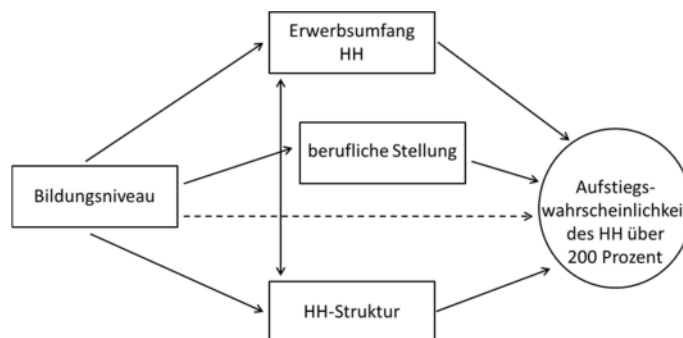 Erwerbsumfang
HH
berufliche Stellung
Bildungsniveau
Aufstiegs-
wahrscheinlichkei
des HH über
200 Prozent
HH-Struktur